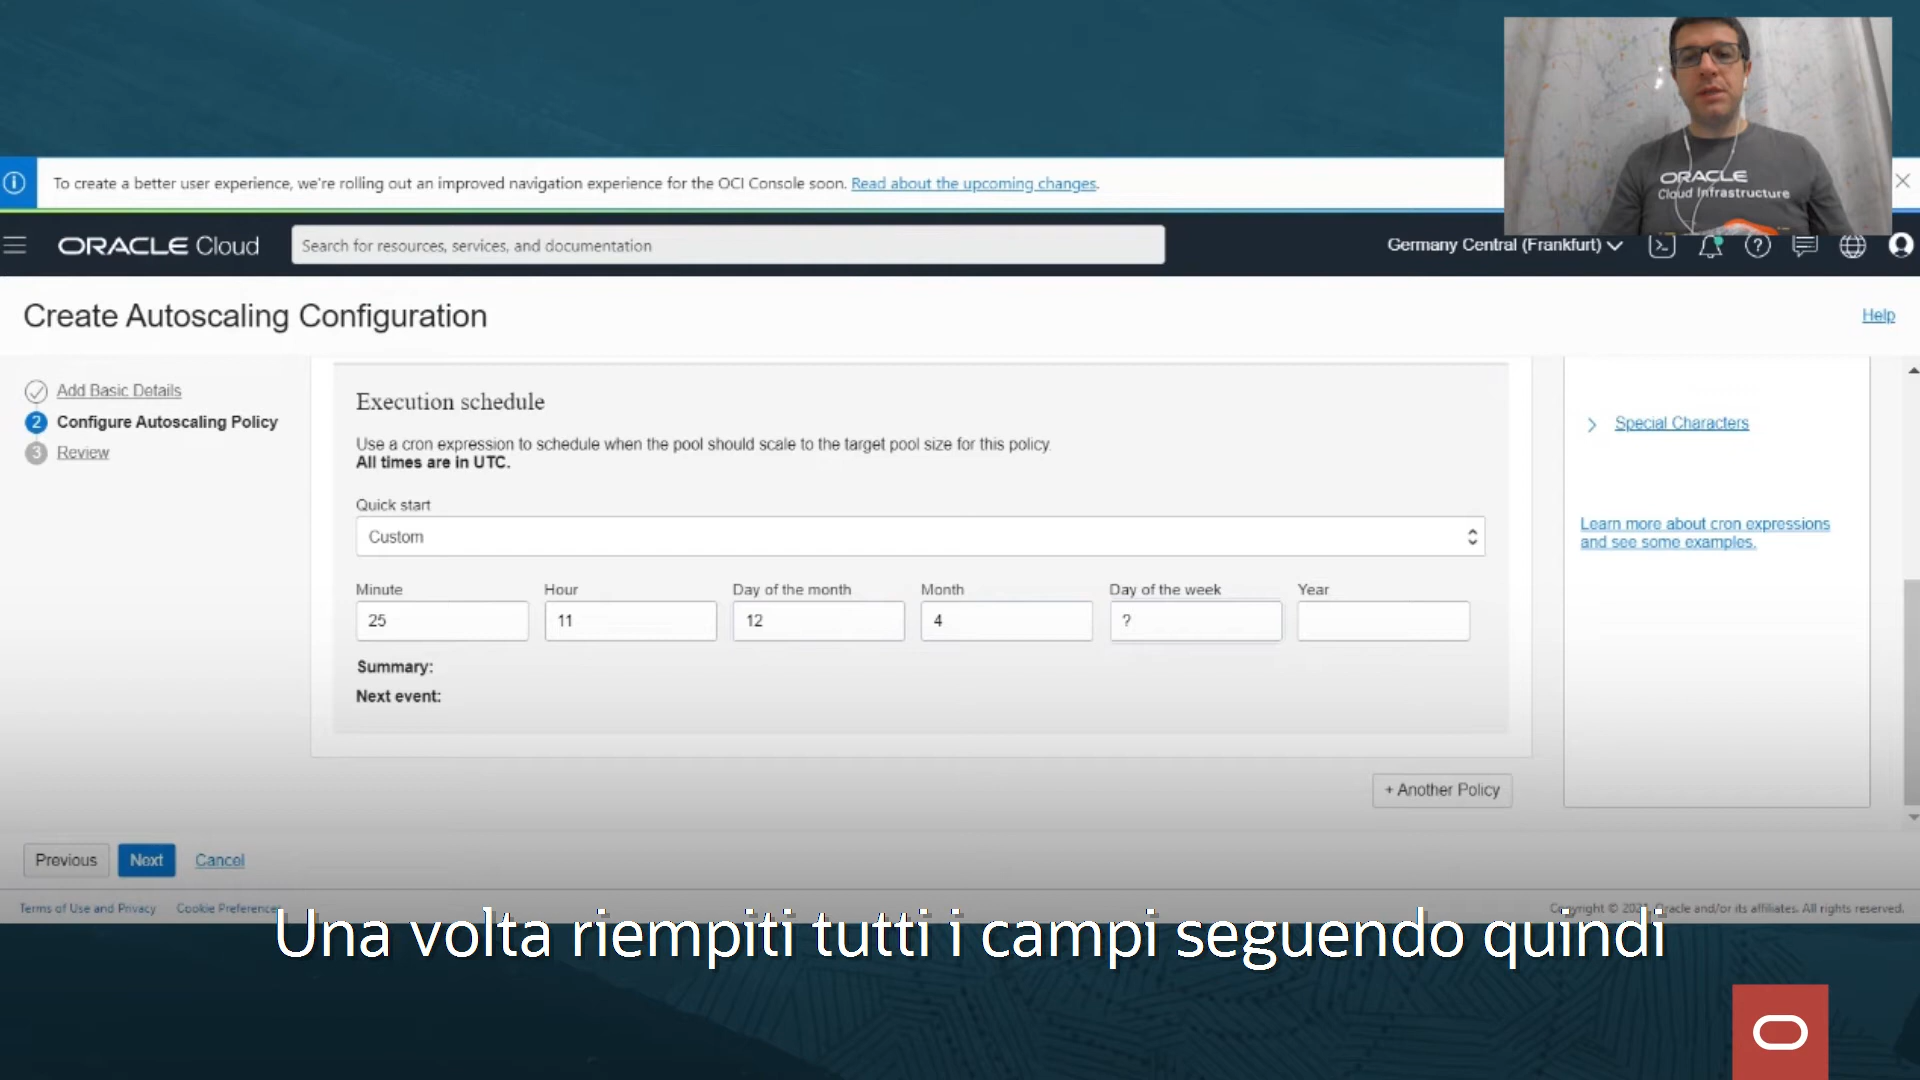 ORACLE
Cloud Infrastructure
To create a better user experience, we're rolling out an improved navigation experience for the OCI Console soon. Read about the upcoming changes.
ORACLE Cloud
Search for resources, services, and documentation
Germany Central (Frankfurt)
Create Autoscaling Configuration
Help
Add Basic Details
2 Configure Autoscaling Policy
3 Review
Execution schedule
Use a cron expression to schedule when the pool should scale to the target pool size for this policy.
All times are in UTC.
Quick start
Custom
Minute Hour Day of the month Month Day of the week Year
25 11 12 4 ?
Summary:
Next event:
Special Characters
Learn more about cron expressions
and see some examples.
+ Another Policy
Previous Next Cancel
Terms of Use and Privacy Cookie Preferences
Copyright © Oracle and/or its affiliates. All rights reserved.
Una volta riempiti tutti i campi seguendo quindi